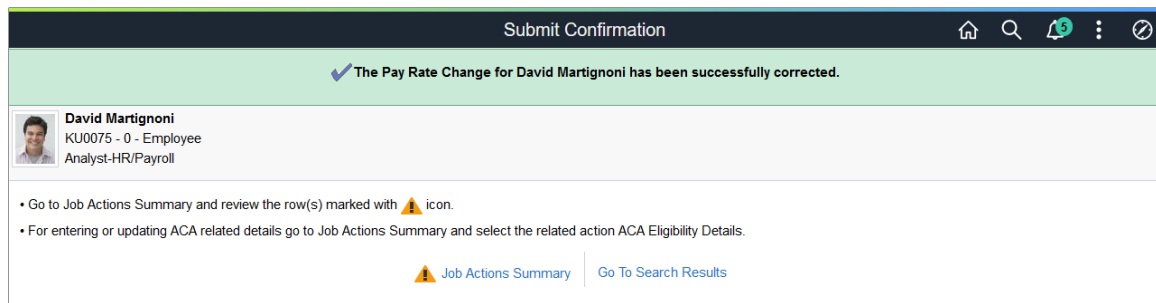 Submit Confirmation
5
The Pay Rate Change for David Martignoni has been successfully corrected.
David Martignoni
KU0075 - 0 - Employee
Analyst-HR/Payroll
• Go to Job Actions Summary and review the row(s) marked with icon.
• For entering or updating ACA related details go to Job Actions Summary and select the related action ACA Eligibility Details.
Job Actions Summary Go To Search Results